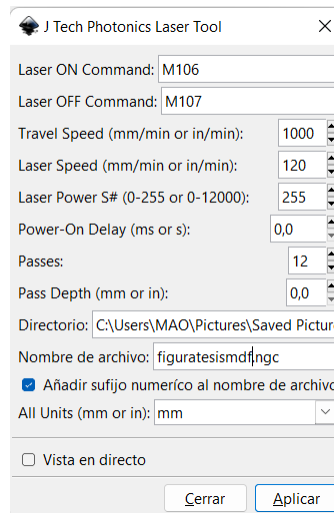 J Tech Photonics Laser Tool
Laser ON Command: M106
Laser OFF Command: M107
Travel Speed (mm/min or in/min): 1000
Laser Speed (mm/min or in/min): 120
Laser Power S# (0-255 or 0-12000): 255
Power-On Delay (ms or s): 0,0
Passes: 12
Pass Depth (mm or in): 0,0
Directorio: C:\Users\MAO\Pictures\Saved Pictur
Nombre de archivo: figuratesismdf.ngc
Añadir sufijo numeríco al nombre de archivo
All Units (mm or in): mm
Vista en directo
Cerrar Aplicar